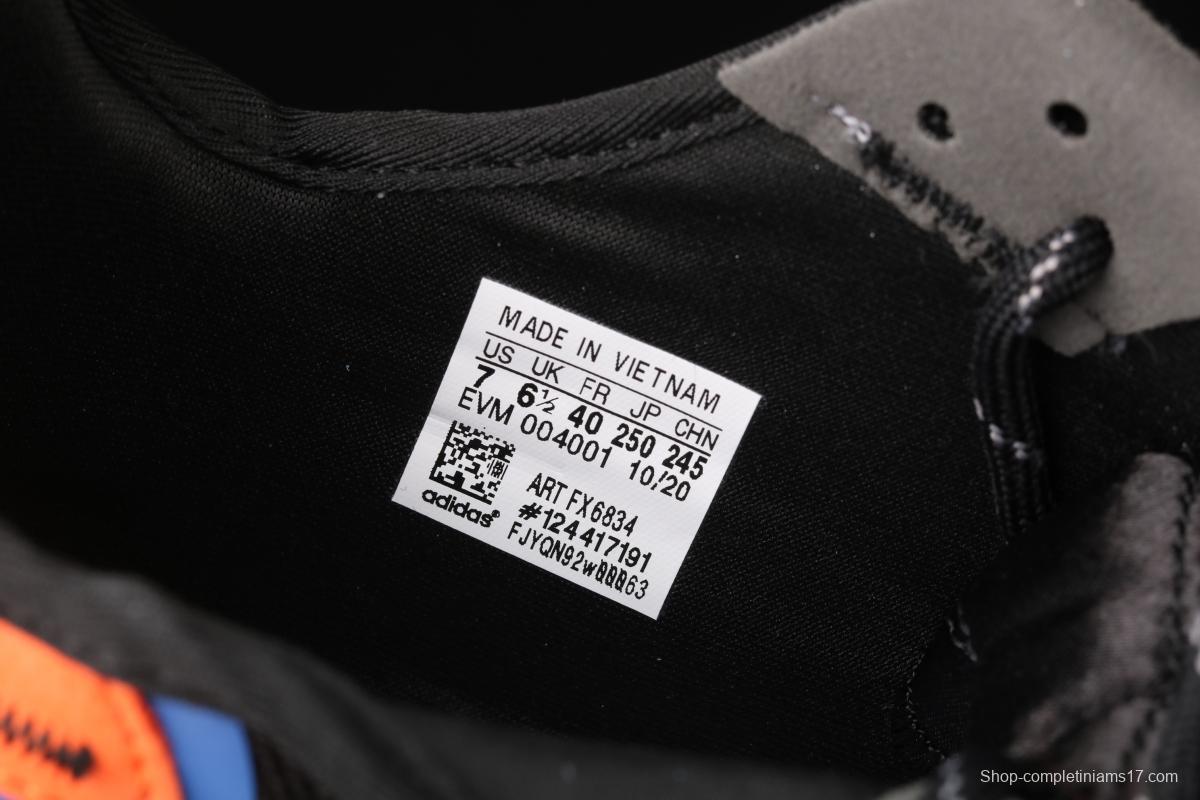 MADE IN VIETNAM
US UK FR JP CHN
7 6½ 40 250 245
EVM 004001 10/20
ART FX6834
#124417191
adidas®
Shop-completiniams17.com